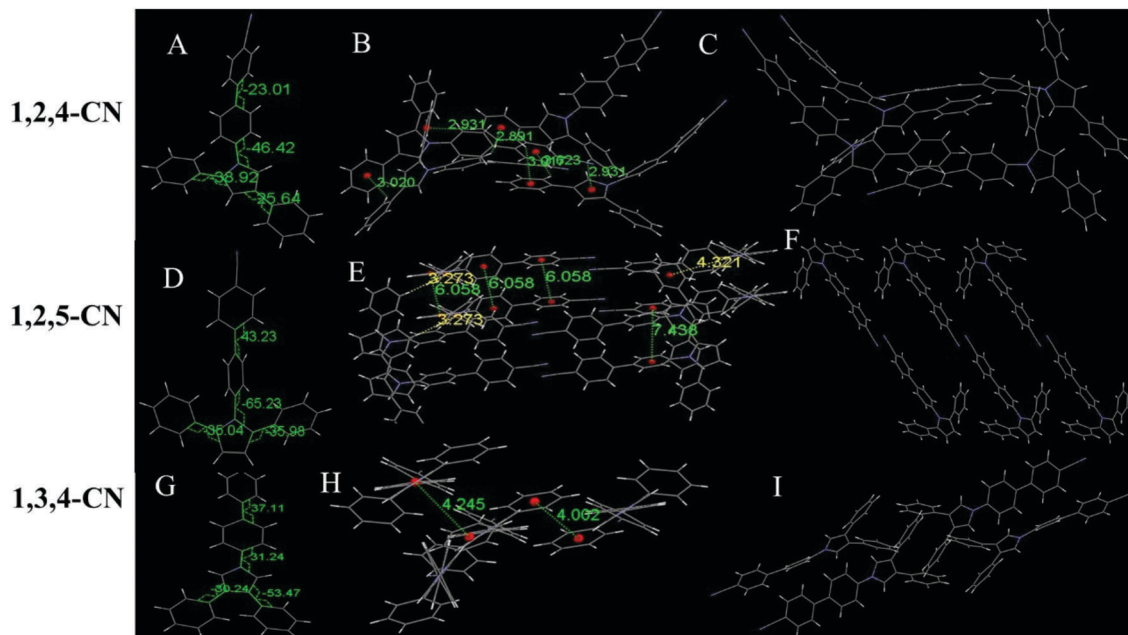 A
B
C
1,2,4-CN
-23.01
-46.42
-38.92
-25.64
2.931
2.891
2.931
3.020
D
E
F
1,2,5-CN
43.23
-65.23
-35.04
-35.98
3.273
6.058
6.058
6.058
3.273
4.321
7.438
G
H
I
1,3,4-CN
37.11
31.24
-30.24
-53.47
4.245
4.002